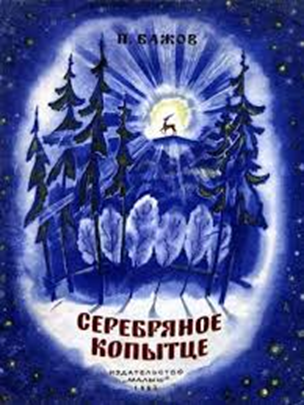 П. БАЖОВ
СЕРЕБРЯНОЕ
КОПЫТЦЕ
ИЗДАТЕЛЬСТВО
„МАЛЫШ"